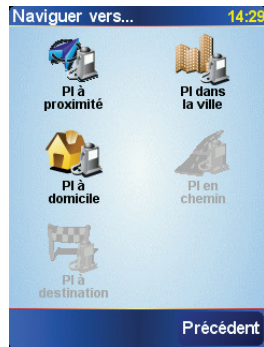 Naviguer vers... 14:29
PI à
proximité
PI dans
la ville
PI à
domicile
PI en
chemin
PI à
destination
Précédent